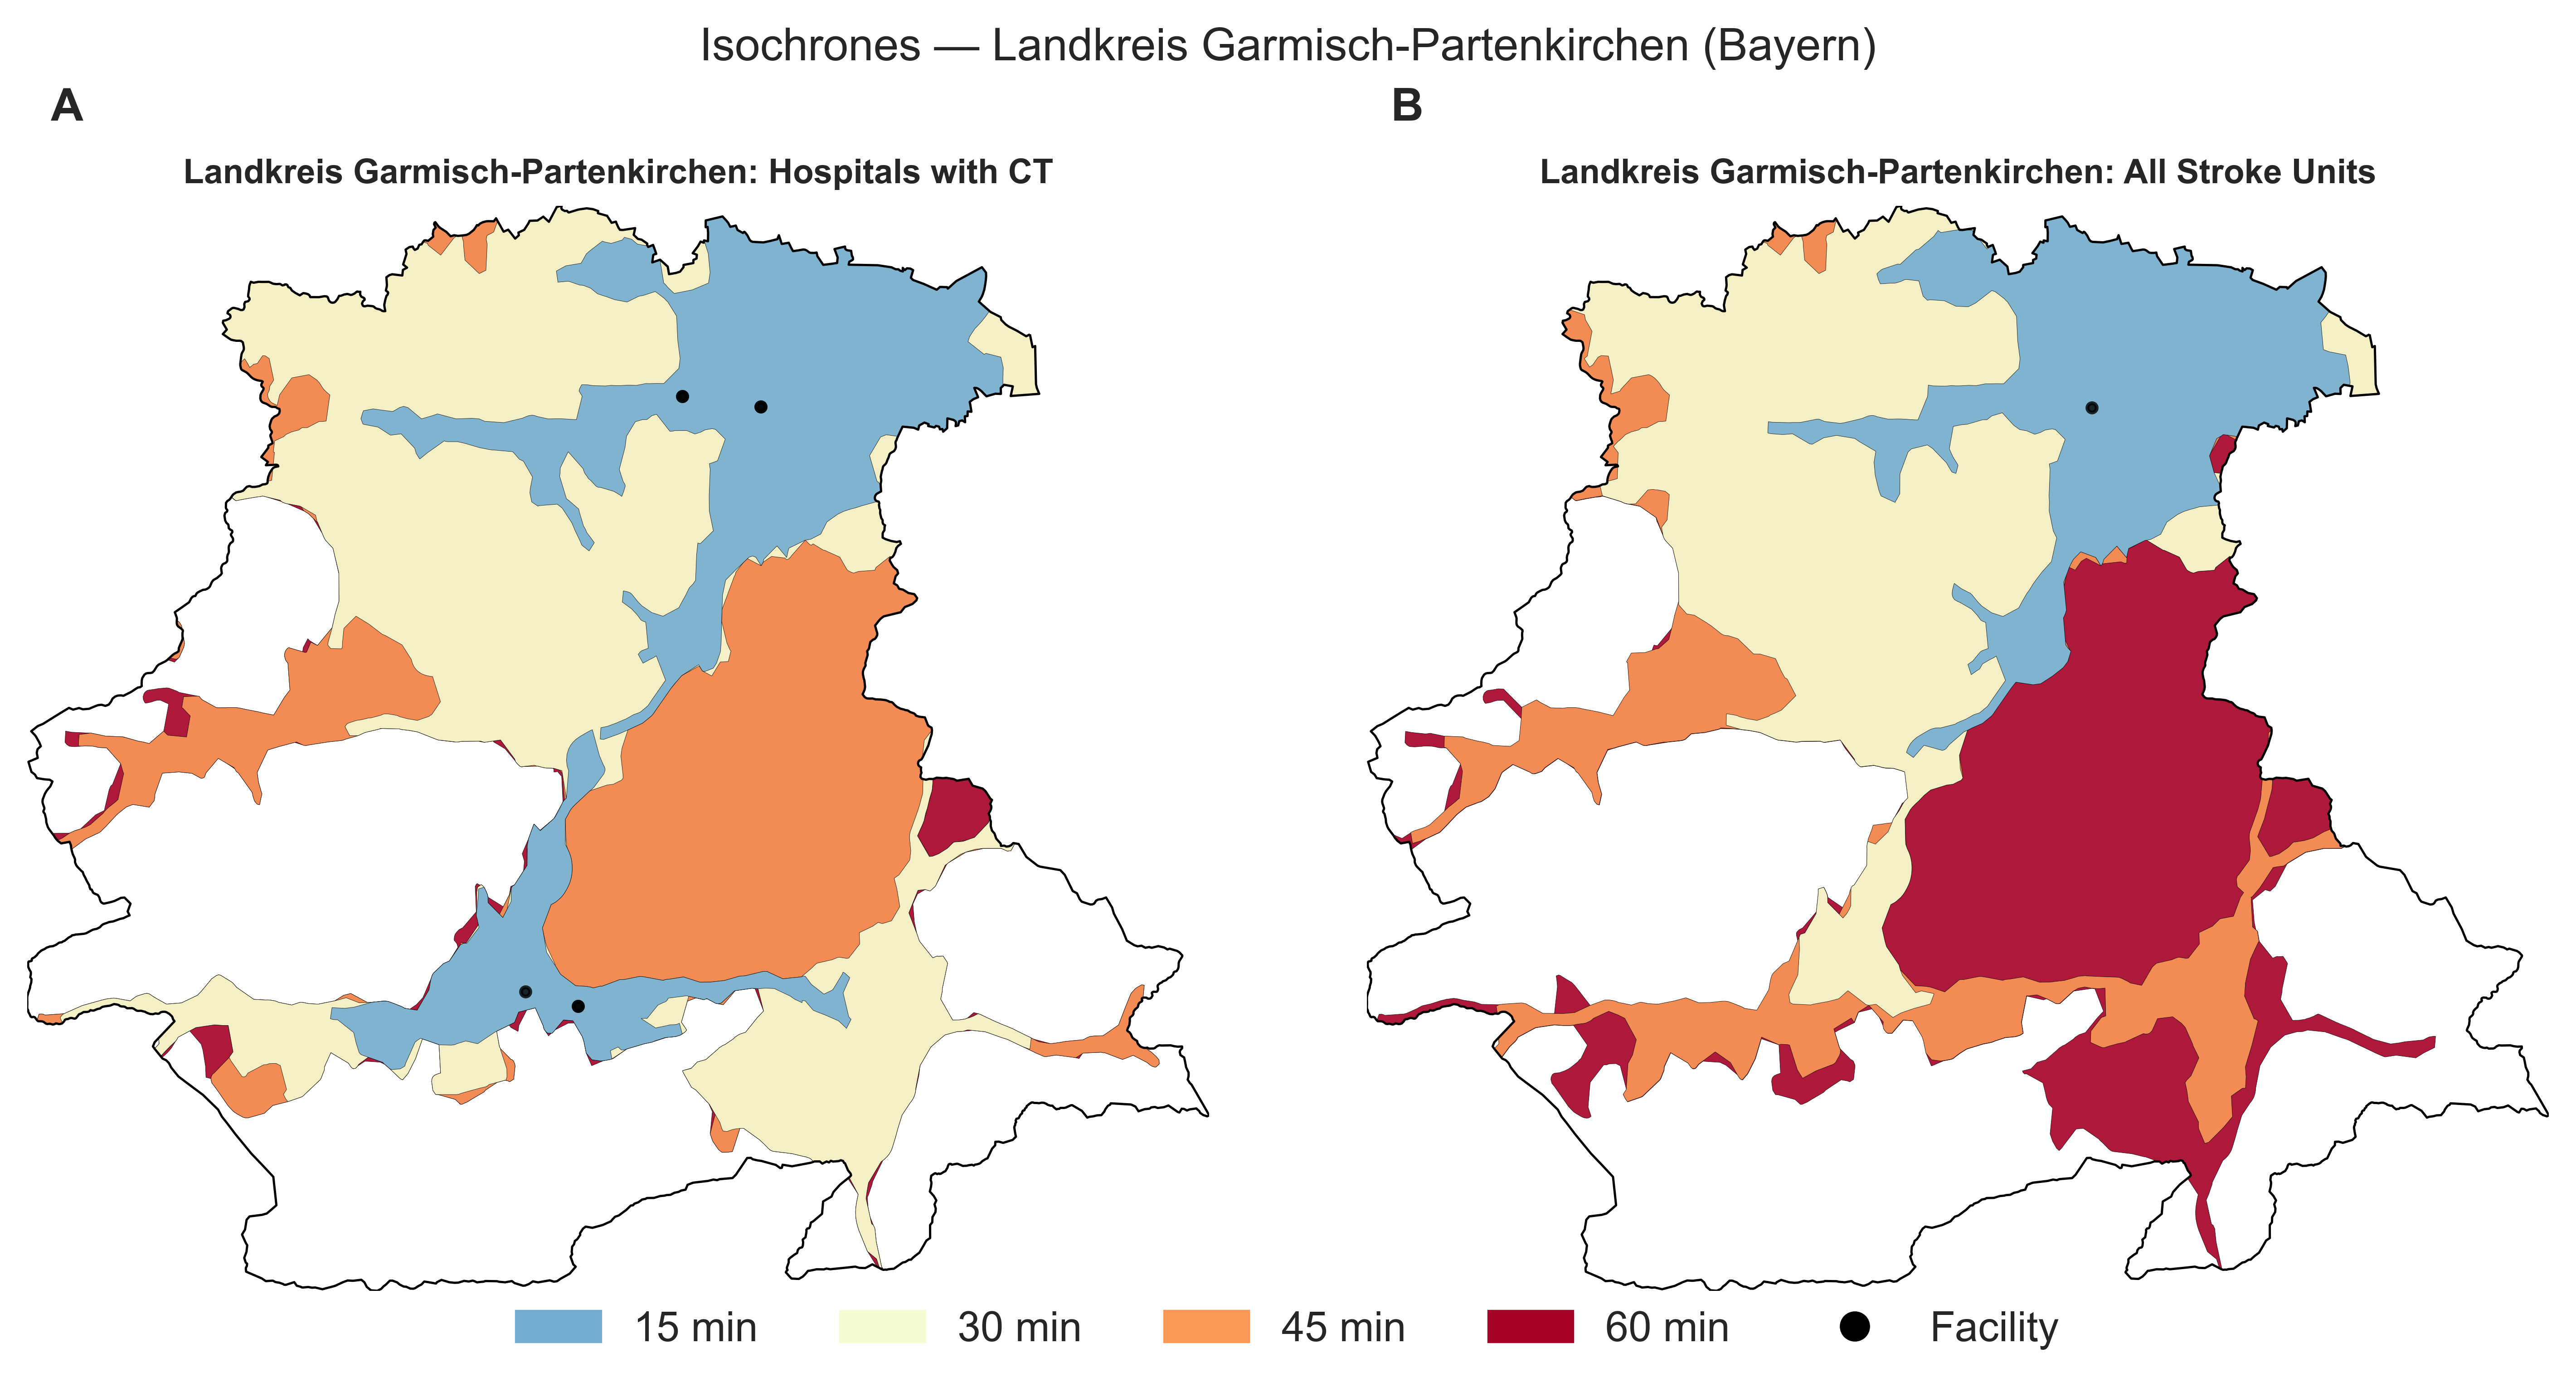 Isochrones — Landkreis Garmisch-Partenkirchen (Bayern)
A
B
Landkreis Garmisch-Partenkirchen: Hospitals with CT
Landkreis Garmisch-Partenkirchen: All Stroke Units
15 min
30 min
45 min
60 min
Facility